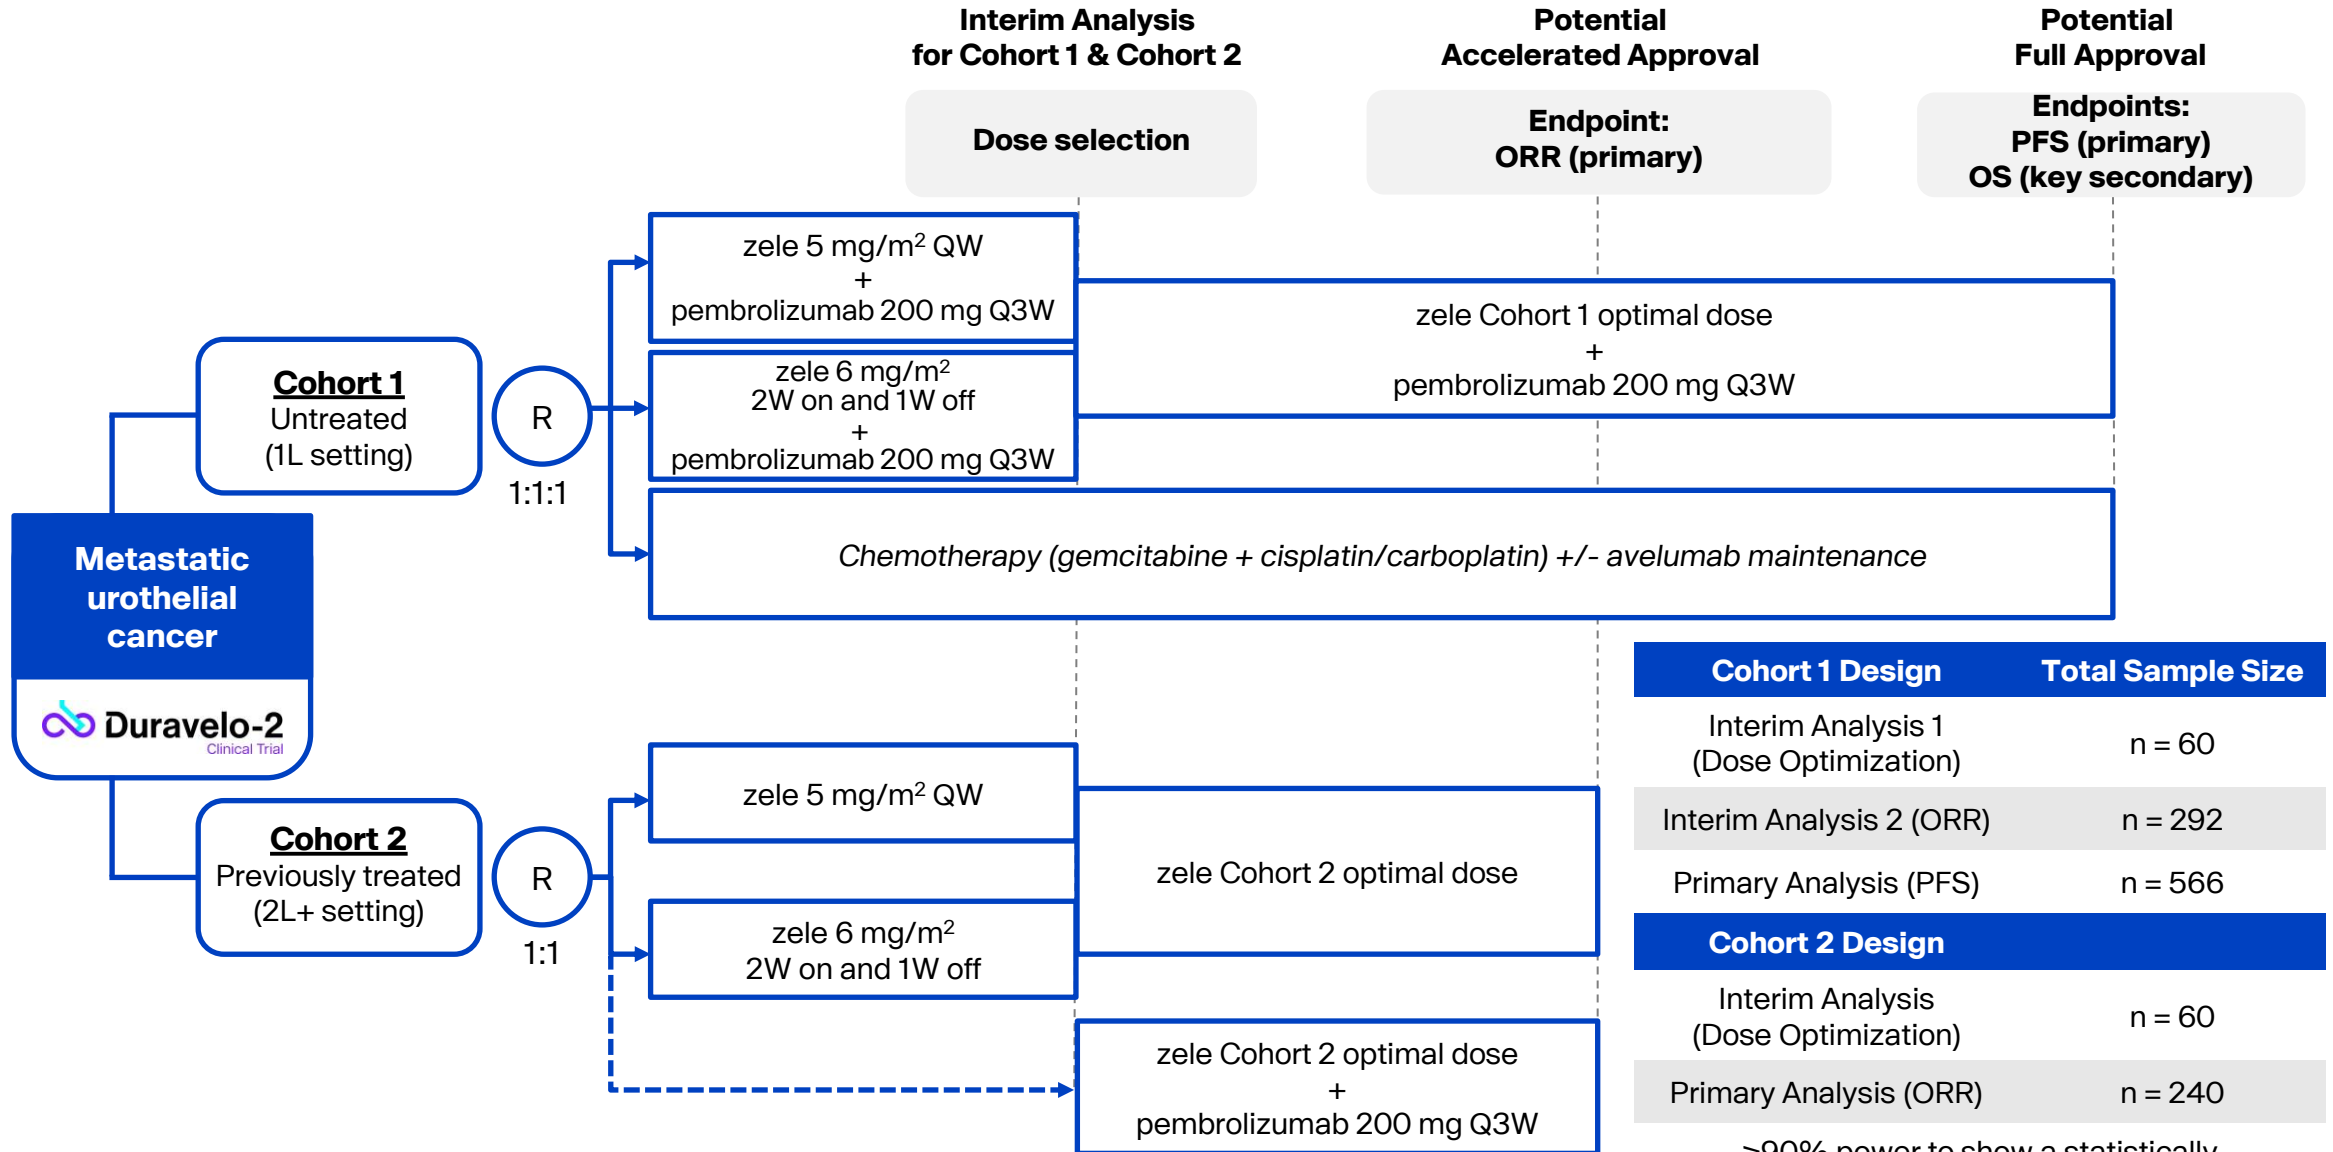 Interim Analysis
for Cohort 1 & Cohort 2
Potential
Accelerated Approval
Potential
Full Approval
Dose selection
Endpoint:
ORR (primary)
Endpoints:
PFS (primary)
OS (key secondary)
zele 5 mg/m² QW
+
pembrolizumab 200 mg Q3W
zele 6 mg/m²
2W on and 1W off
+
pembrolizumab 200 mg Q3W
zele Cohort 1 optimal dose
+
pembrolizumab 200 mg Q3W
Cohort 1
Untreated
(1L setting)
R
1:1:1
Chemotherapy (gemcitabine + cisplatin/carboplatin) +/- avelumab maintenance
Metastatic
urothelial
cancer
Duravelo-2
Clinical Trial
Cohort 2
Previously treated
(2L+ setting)
R
1:1
zele 5 mg/m² QW
zele 6 mg/m²
2W on and 1W off
zele Cohort 2 optimal dose
zele Cohort 2 optimal dose
+
pembrolizumab 200 mg Q3W
Cohort 1 Design Total Sample Size
Interim Analysis 1
(Dose Optimization) n = 60
Interim Analysis 2 (ORR) n = 292
Primary Analysis (PFS) n = 566
Cohort 2 Design
Interim Analysis
(Dose Optimization) n = 60
Primary Analysis (ORR) n = 240
90% power to show a statistically